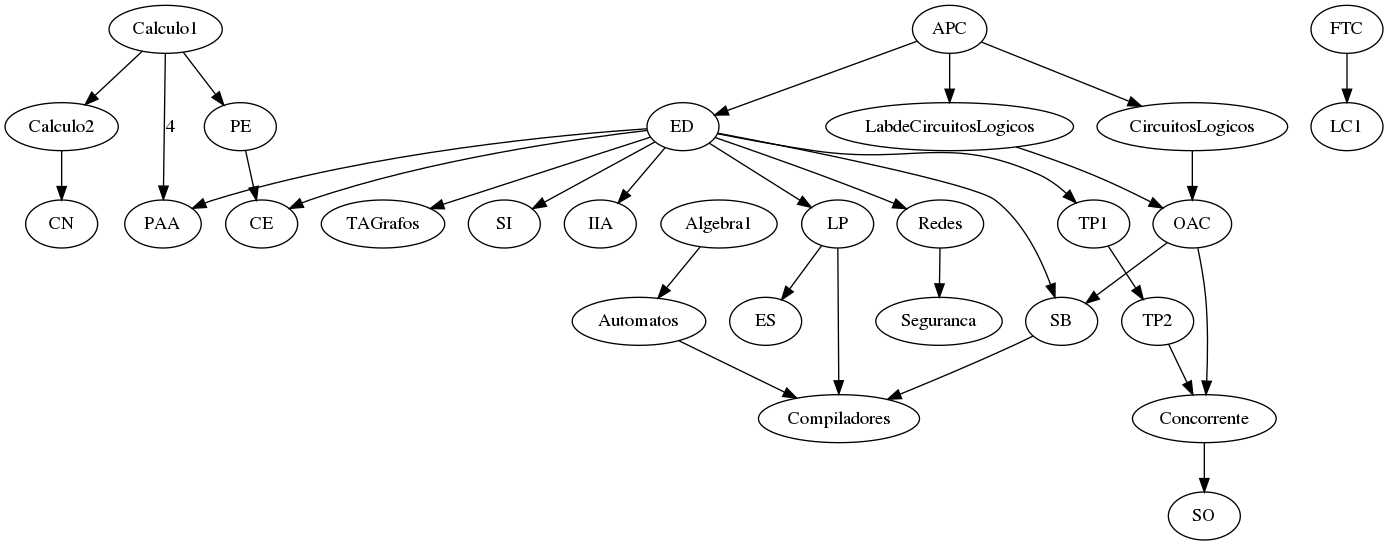 Calculo1
APC
FTC
Calculo2
4
PE
ED
LabdeCircuitosLogicos
CircuitosLogicos
LC1
CN
PAA
CE
TAGrafos
SI
IIA
Algebra1
LP
Redes
TP1
OAC
Automatos
ES
Seguranca
SB
TP2
Compiladores
Concorrente
SO